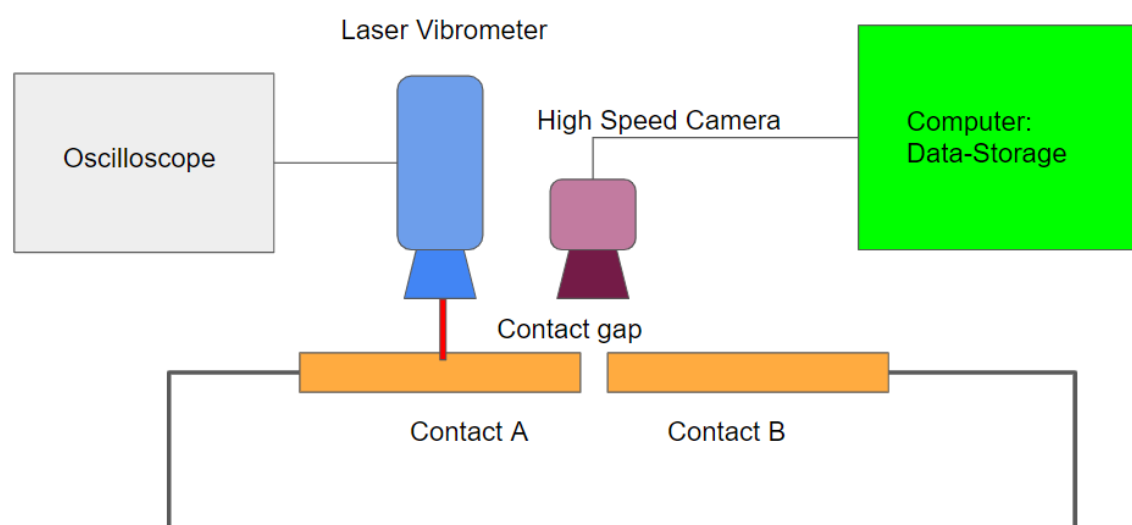 Laser Vibrometer
Oscilloscope
High Speed Camera
Computer:
Data-Storage
Contact gap
Contact A
Contact B